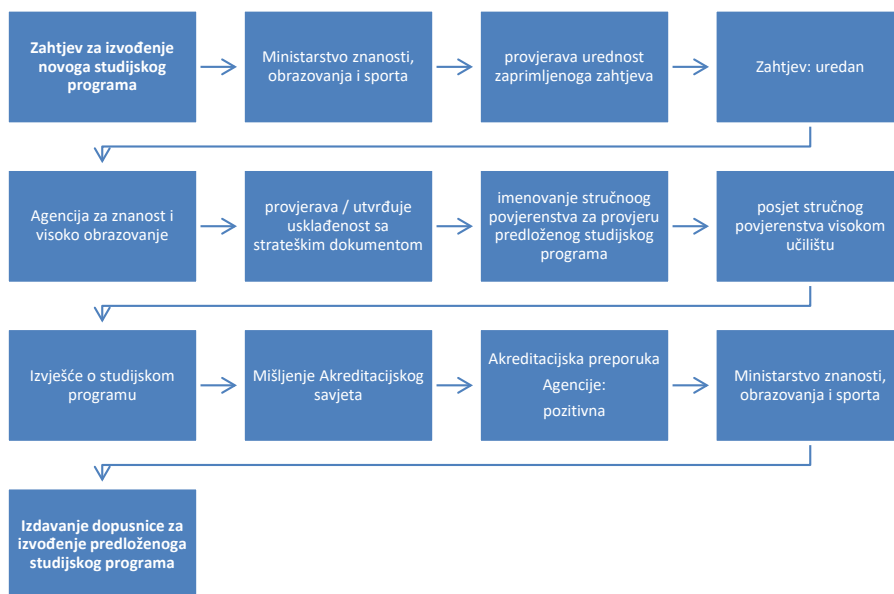 Zahtjev za izvođenje
novoga studijskog
programa
Ministarstvo znanosti,
obrazovanja i sporta
provjerava urednost
zaprimljenoga zahtjeva
Zahtjev: uredan
Agencija za znanost i
visoko obrazovanje
provjerava / utvrđuje
usklađenost sa
strateškim dokumentom
imenovanje stručnoog
povjerenstva za provjeru
predloženog studijskog
programa
posjet stručnog
povjerenstva visokom
učilištu
Izvješće o studijskom
programu
Mišljenje Akreditacijskog
savjeta
Akreditacijska preporuka
Agencije:
pozitivna
Ministarstvo znanosti,
obrazovanja i sporta
Izdavanje dopusnice za
izvođenje predloženoga
studijskog programa